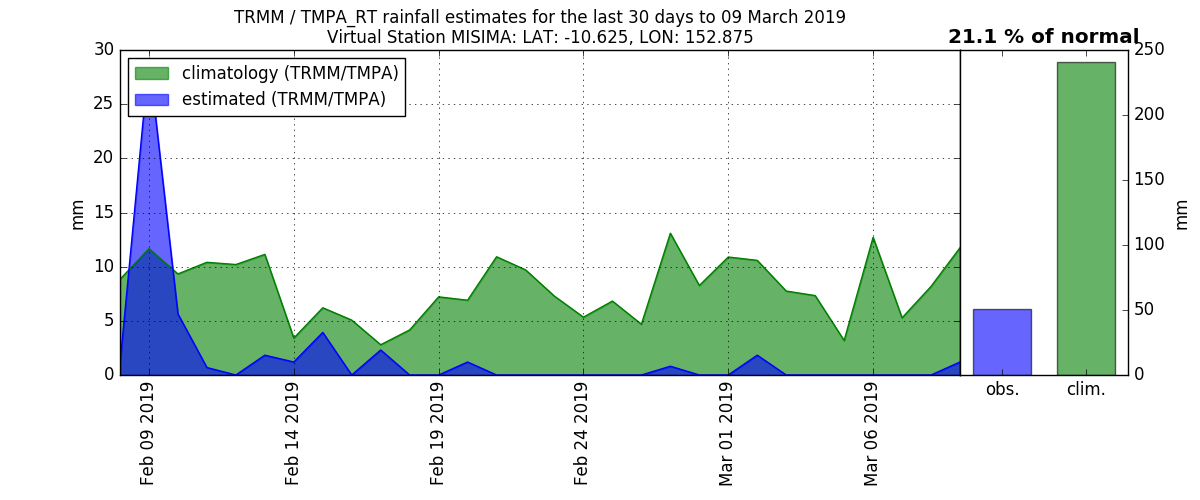 TRMM / TMPA_RT rainfall estimates for the last 30 days to 09 March 2019
Virtual Station MISIMA: LAT: -10.625, LON: 152.875
21.1 % of normal
climatology (TRMM/TMPA)
estimated (TRMM/TMPA)
mm
30
25
20
15
10
5
0
Feb 09 2019
Feb 14 2019
Feb 19 2019
Feb 24 2019
Mar 01 2019
Mar 06 2019
obs.
clim.
250
200
150
100
50
0
mm